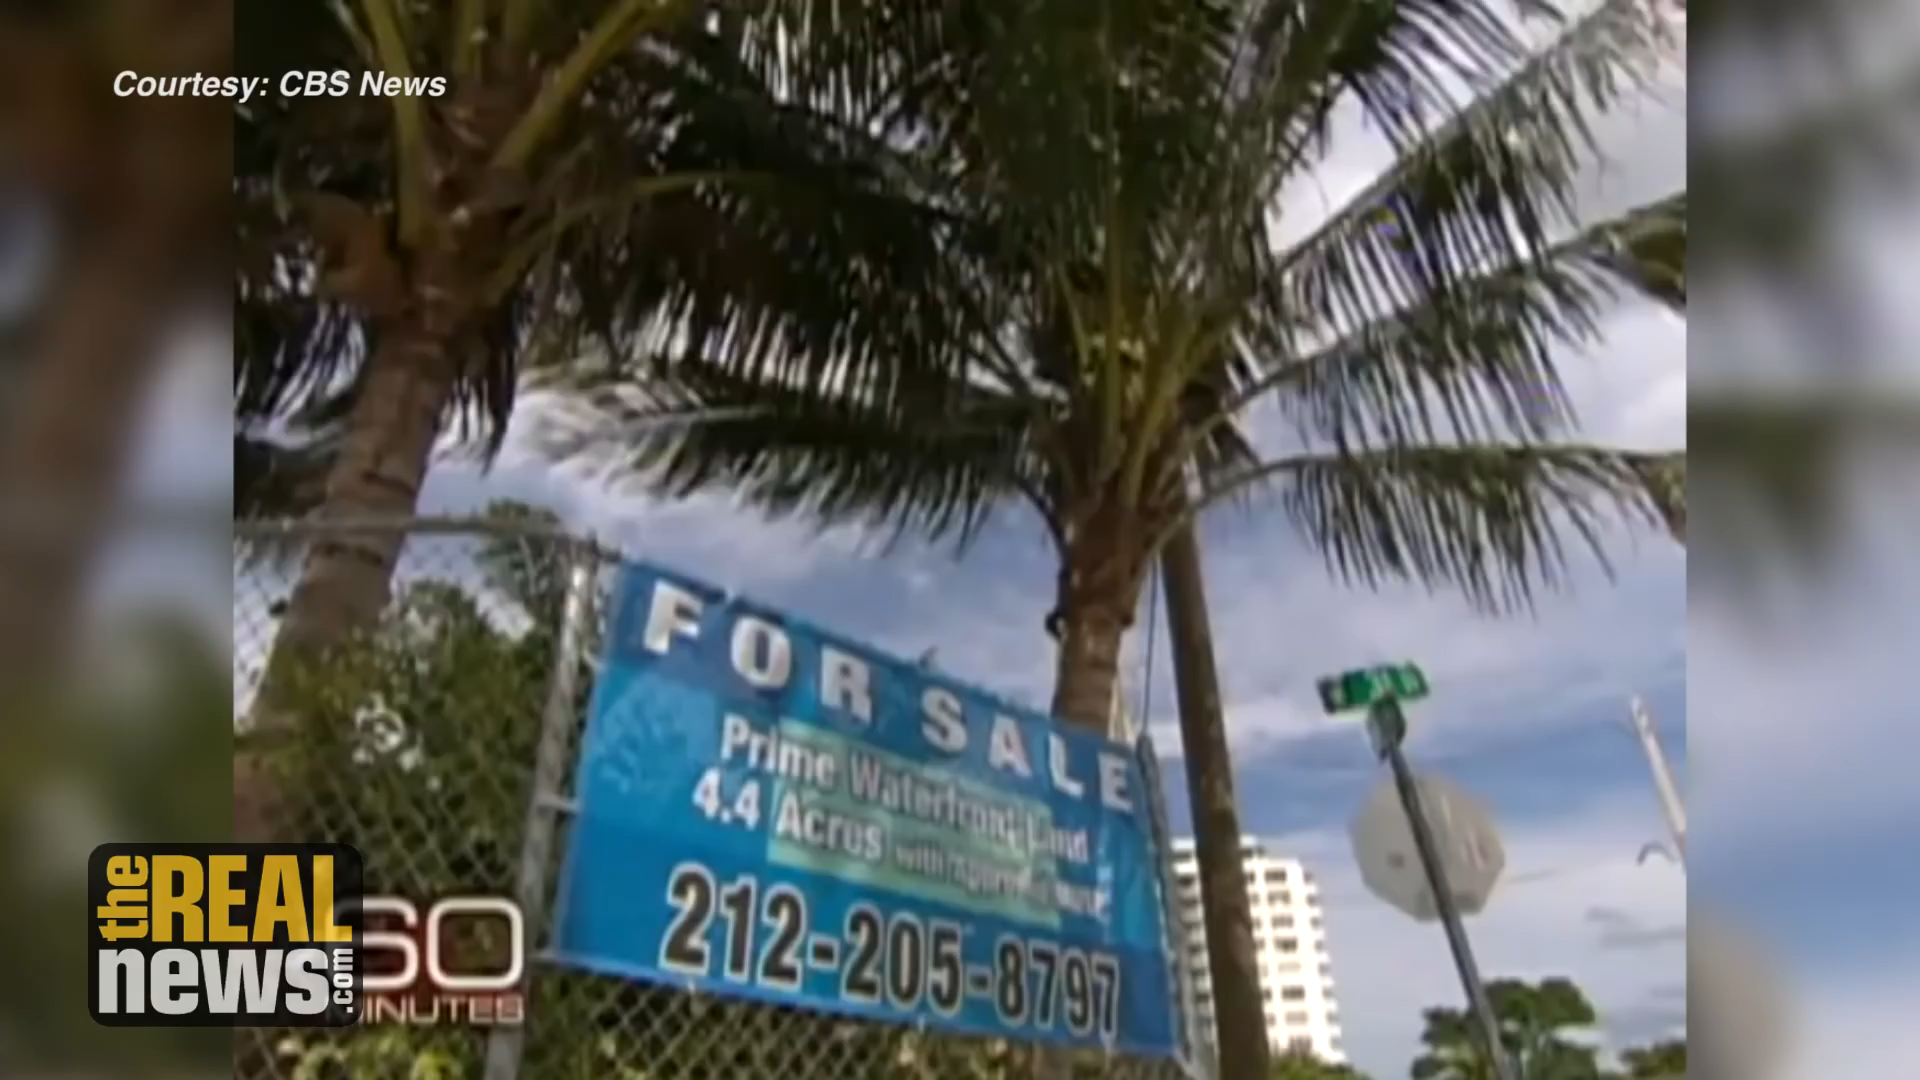 Courtesy: CBS News
FOR SALE
Prime Waterfront Land
4.4 Acres with
212-205-8797
the REAL
news.com
60
MINUTES